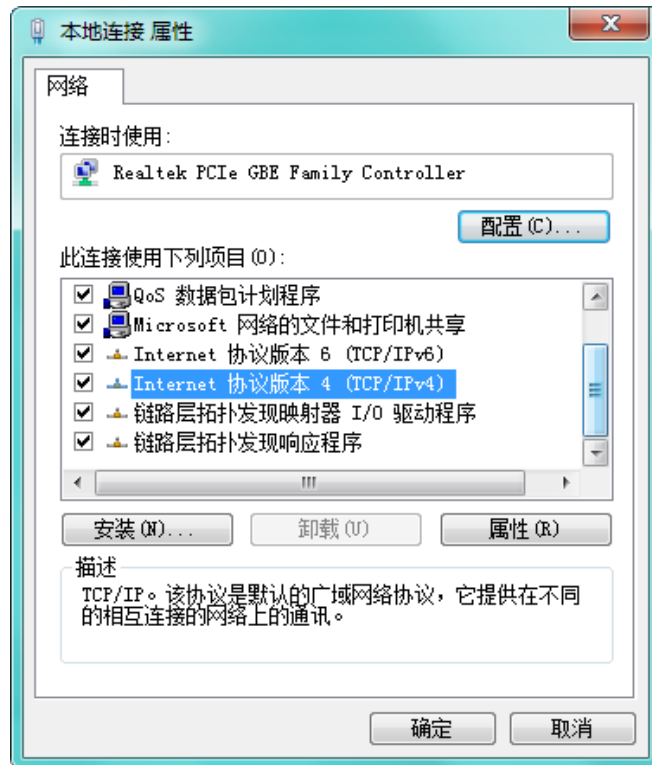 本地连接 属性
网络
连接时使用:
Realtek PCIe GBE Family Controller
配置(C)...
此连接使用下列项目(O):
QoS 数据包计划程序
Microsoft 网络的文件和打印机共享
Internet 协议版本 6 (TCP/IPv6)
Internet 协议版本 4 (TCP/IPv4)
链路层拓扑发现映射器 I/O 驱动程序
链路层拓扑发现响应程序
安装(N)...
卸载(U)
属性(R)
描述
TCP/IP。该协议是默认的广域网络协议，它提供在不同
的相互连接的网络上的通讯。
确定
取消